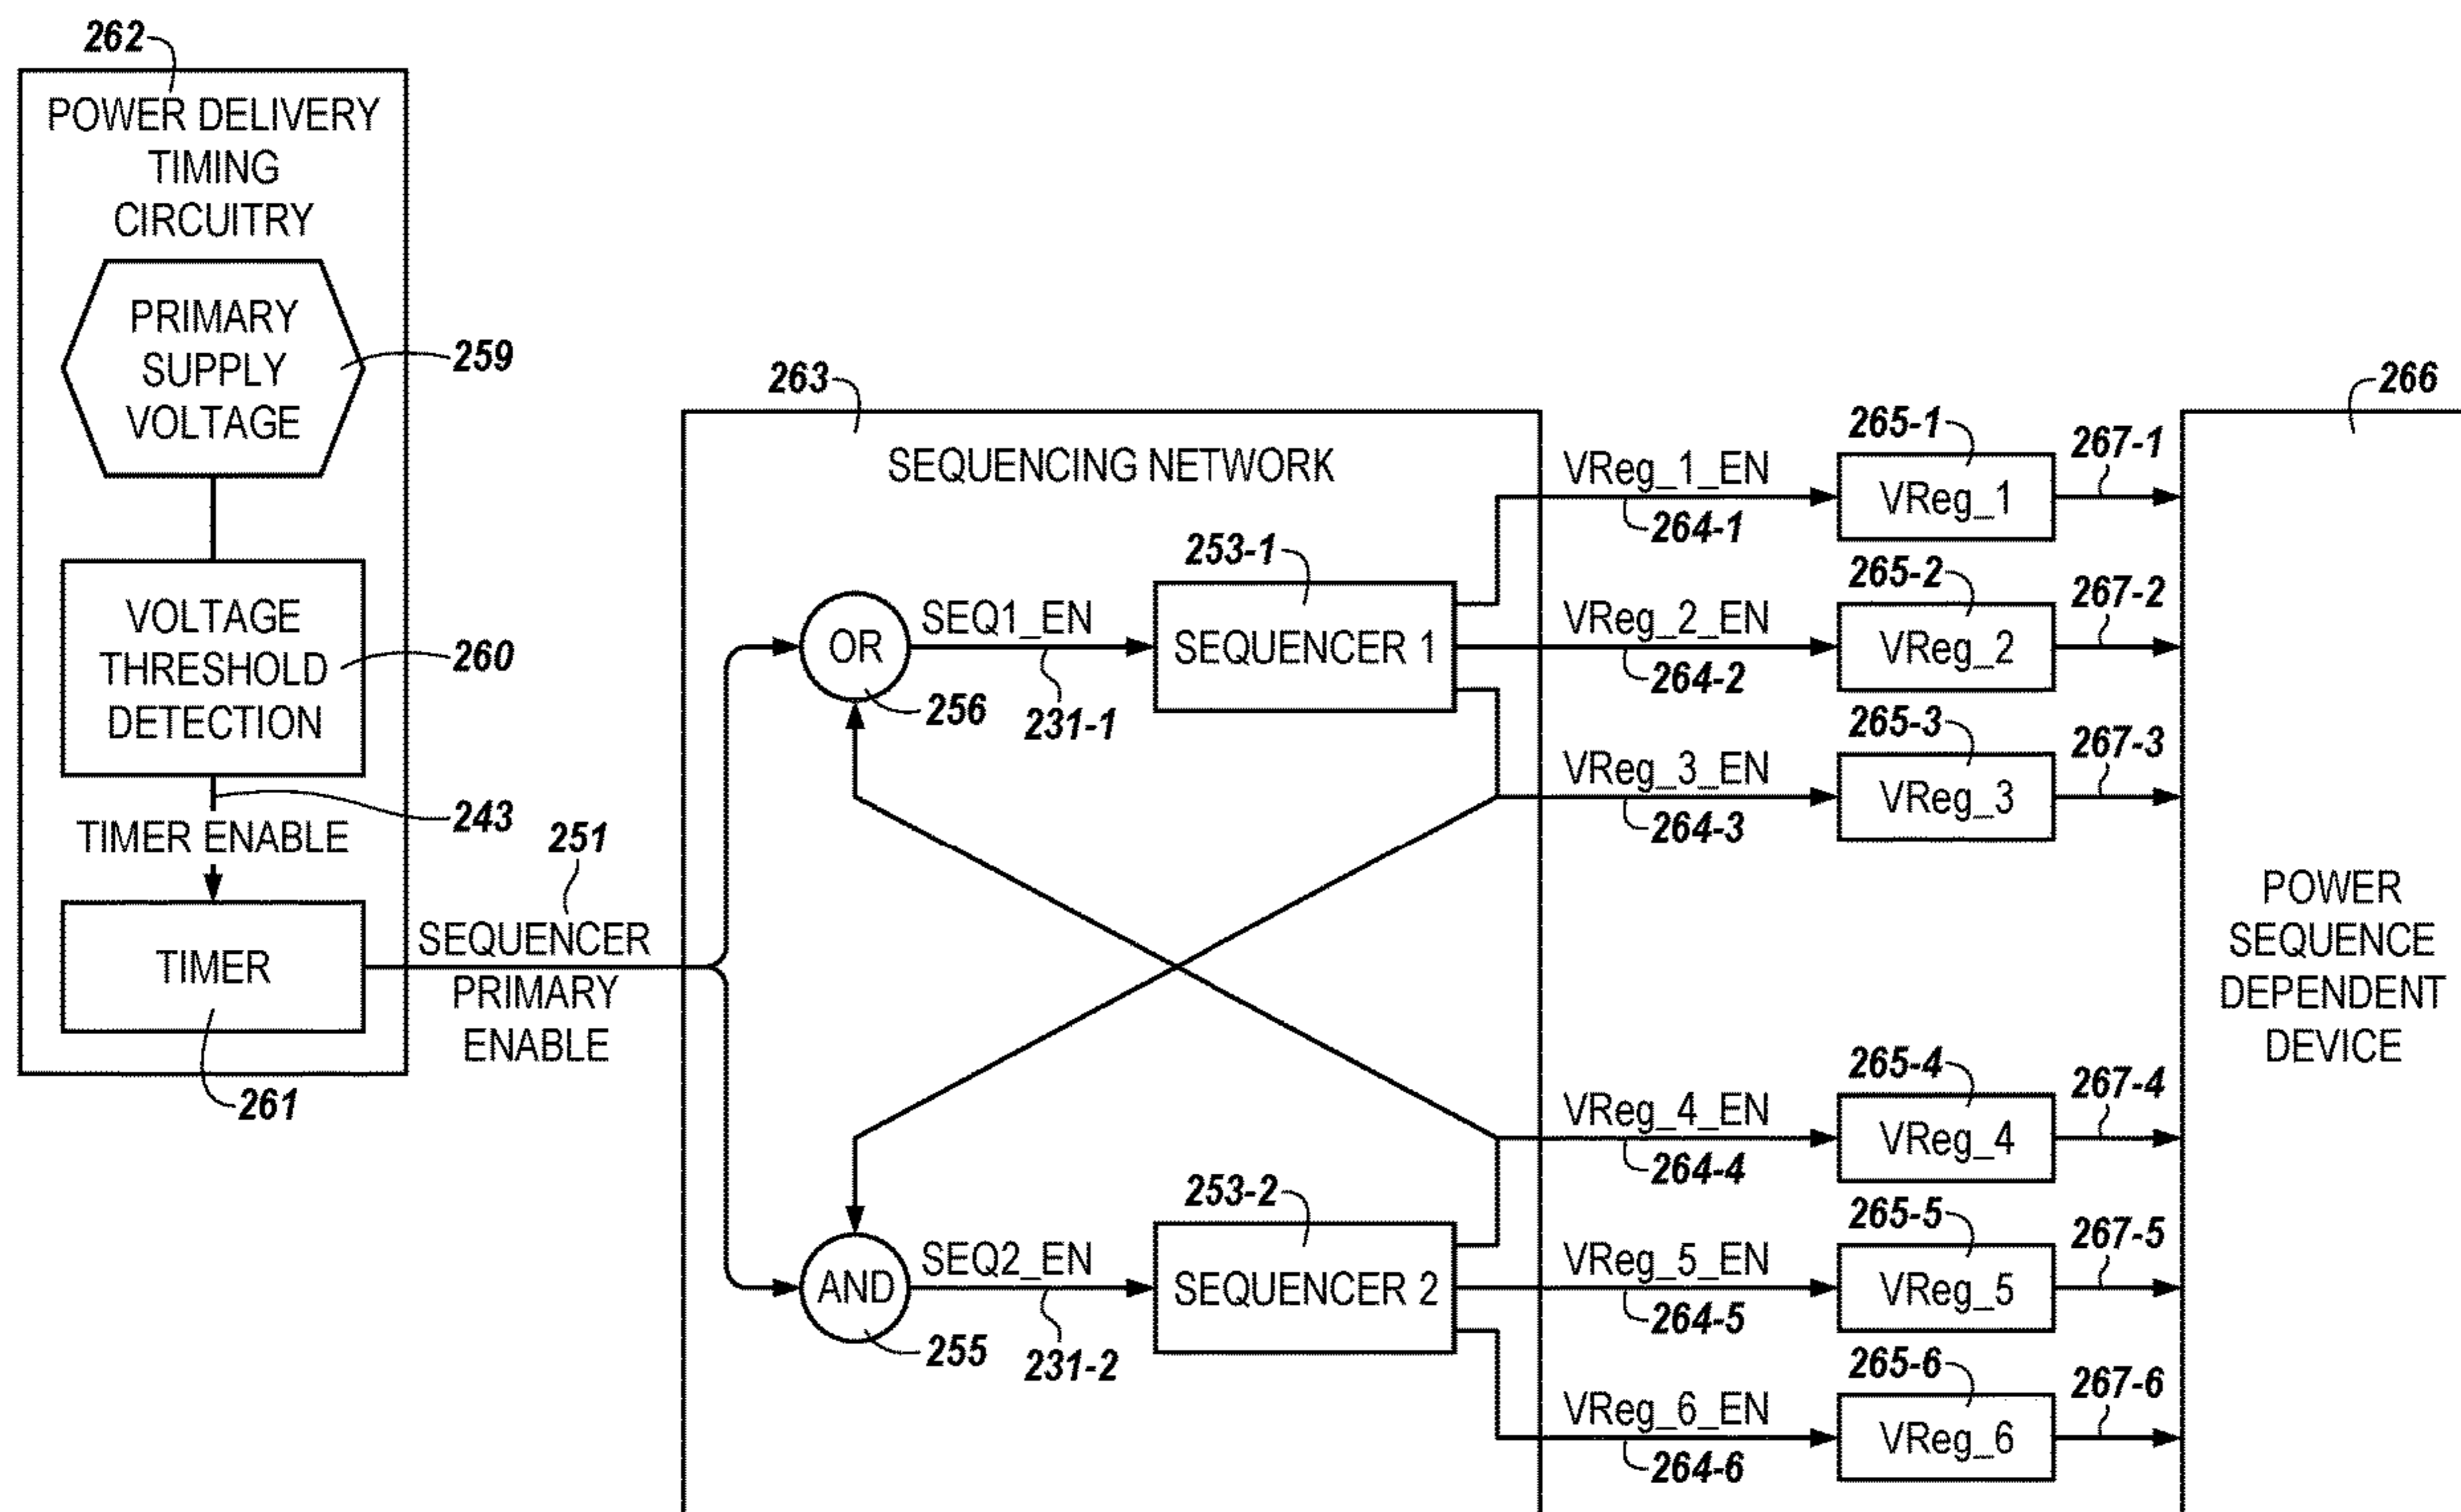 262
POWER DELIVERY
TIMING
CIRCUITRY
PRIMARY
SUPPLY
VOLTAGE
259
VOLTAGE
THRESHOLD
DETECTION
260
243
TIMER ENABLE
TIMER
261
251
SEQUENCER
PRIMARY
ENABLE
263
SEQUENCING NETWORK
OR
256
SEQ1_EN
231-1
253-1
SEQUENCER 1
AND
255
SEQ2_EN
231-2
253-2
SEQUENCER 2
VReg_1_EN
264-1
265-1
VReg_1
267-1
VReg_2_EN
264-2
265-2
VReg_2
267-2
VReg_3_EN
264-3
265-3
VReg_3
267-3
VReg_4_EN
264-4
265-4
VReg_4
267-4
VReg_5_EN
264-5
265-5
VReg_5
267-5
VReg_6_EN
264-6
265-6
VReg_6
267-6
266
POWER
SEQUENCE
DEPENDENT
DEVICE